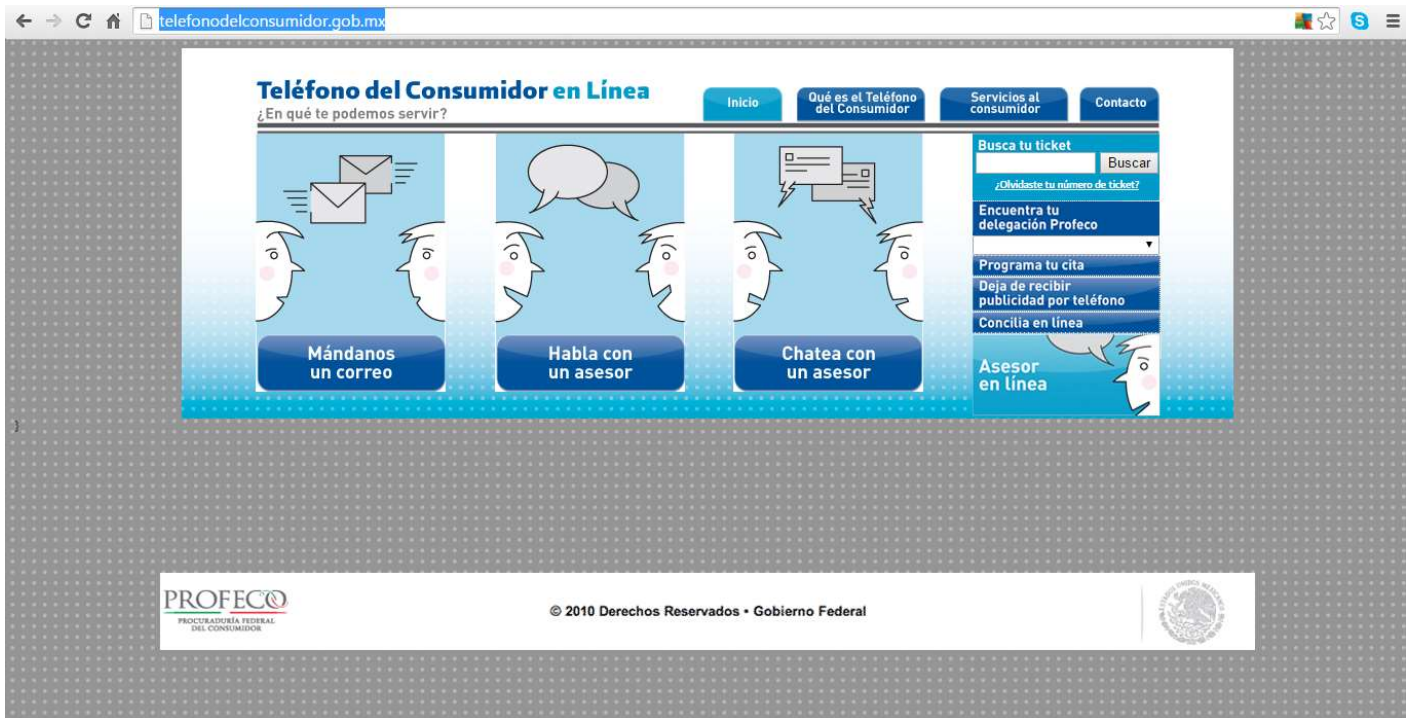 telefonodelconsumidor.gob.mx
Teléfono del Consumidor en Línea
¿En qué te podemos servir?
Inicio
Qué es el Teléfono
del Consumidor
Servicios al
consumidor
Contacto
Mándanos
un correo
Habla con
un asesor
Chatea con
un asesor
Busca tu ticket
Buscar
¿Olvidaste tu número de ticket?
Encuentra tu
delegación Profeco
Programa tu cita
Deja de recibir
publicidad por teléfono
Concilia en línea
Asesor
en línea
}
PROFECO
PROCURADURÍA FEDERAL
DEL CONSUMIDOR
© 2010 Derechos Reservados • Gobierno Federal